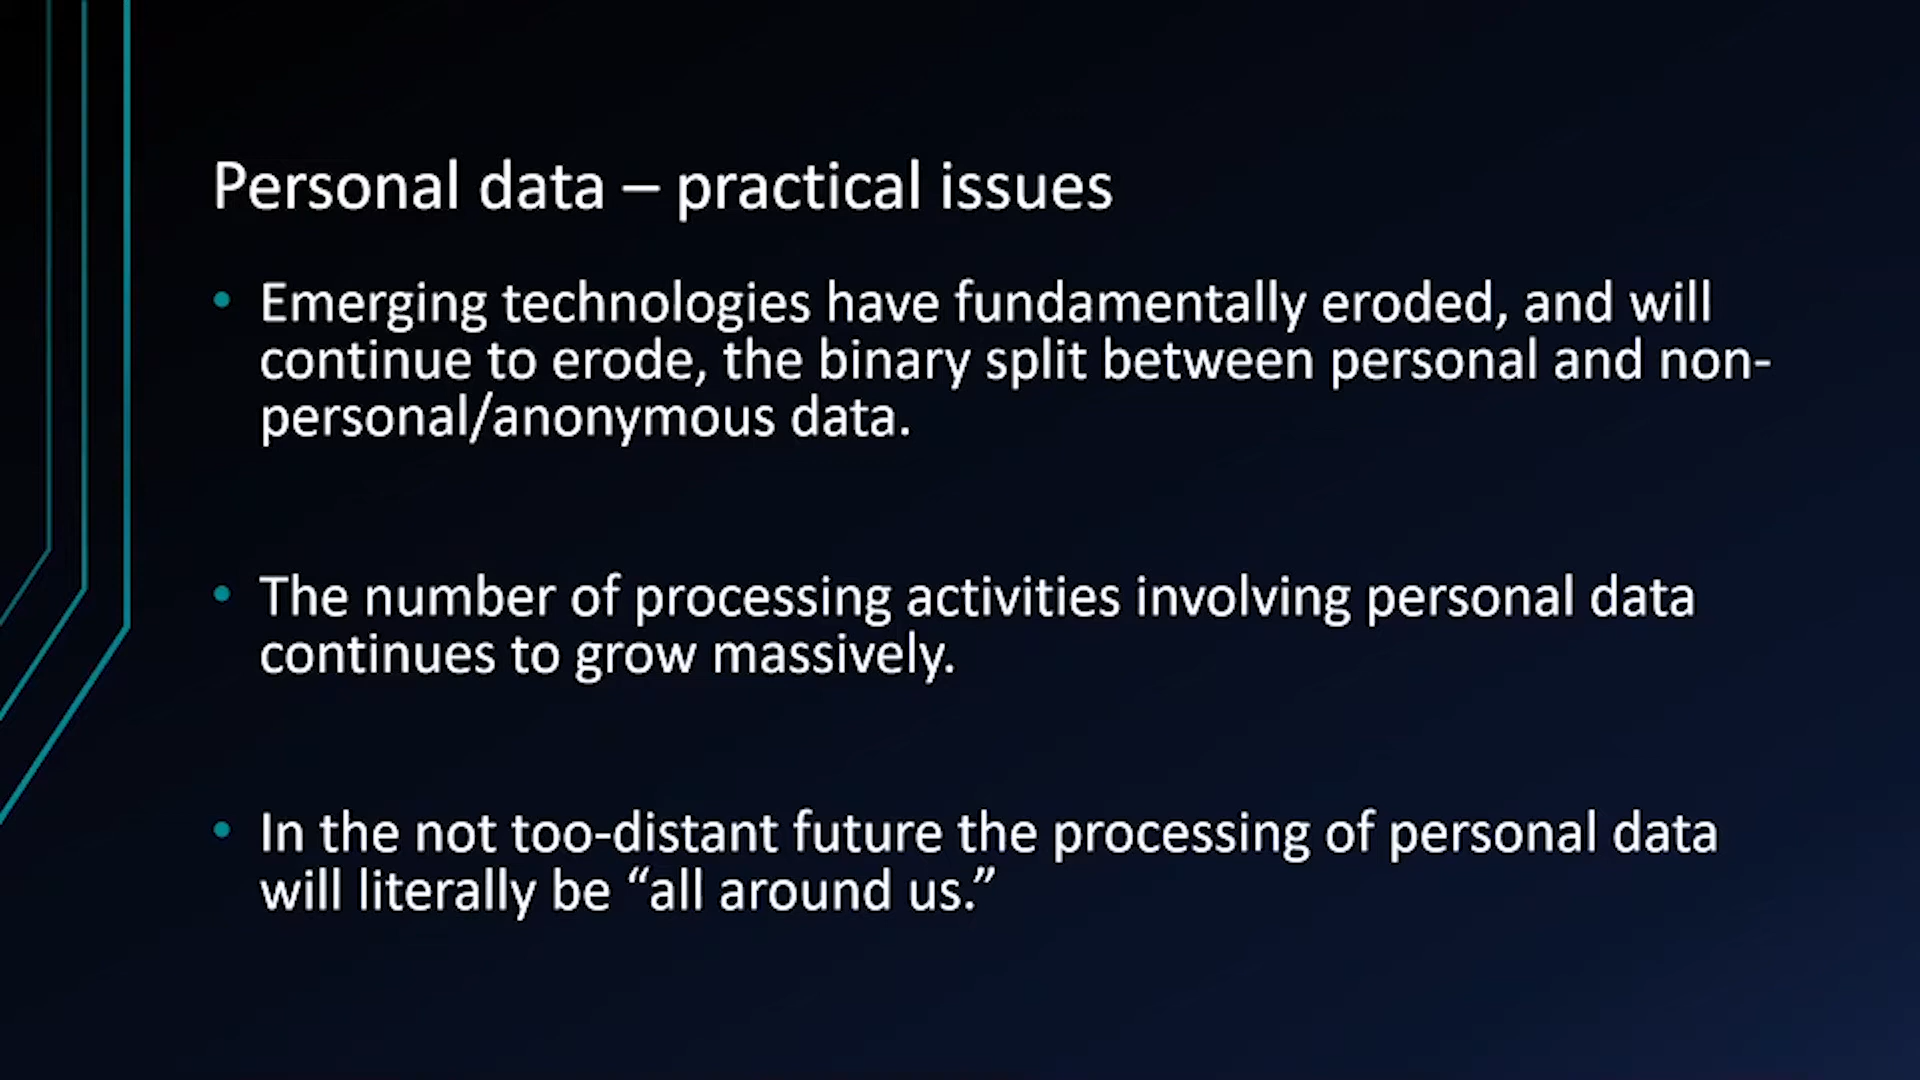 Personal data – practical issues
• Emerging technologies have fundamentally eroded, and will
continue to erode, the binary split between personal and non-
personal/anonymous data.
• The number of processing activities involving personal data
continues to grow massively.
• In the not too-distant future the processing of personal data
will literally be “all around us.”